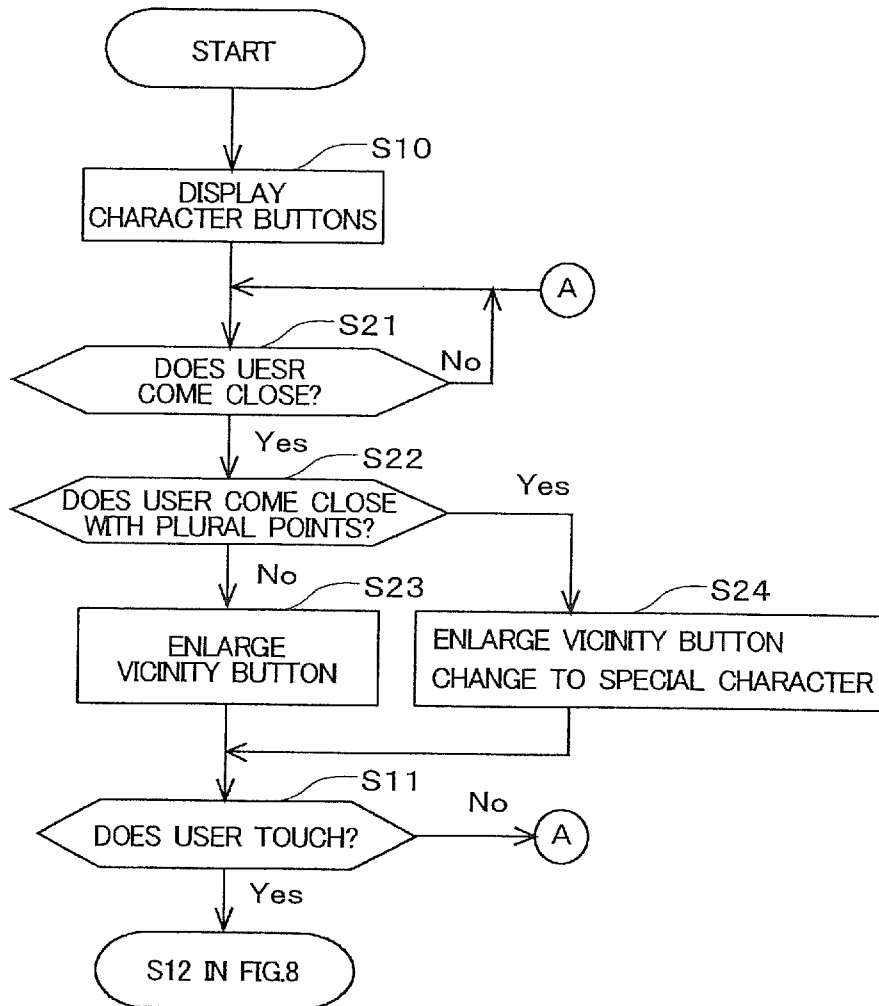 START
S10
DISPLAY
CHARACTER BUTTONS
A
S21
DOES UESR
COME CLOSE?
No
Yes
S22
DOES USER COME CLOSE
WITH PLURAL POINTS?
Yes
No
S23
S24
ENLARGE
VICINITY BUTTON
ENLARGE VICINITY BUTTON
CHANGE TO SPECIAL CHARACTER
S11
DOES USER TOUCH?
No
A
Yes
S12 IN FIG.8